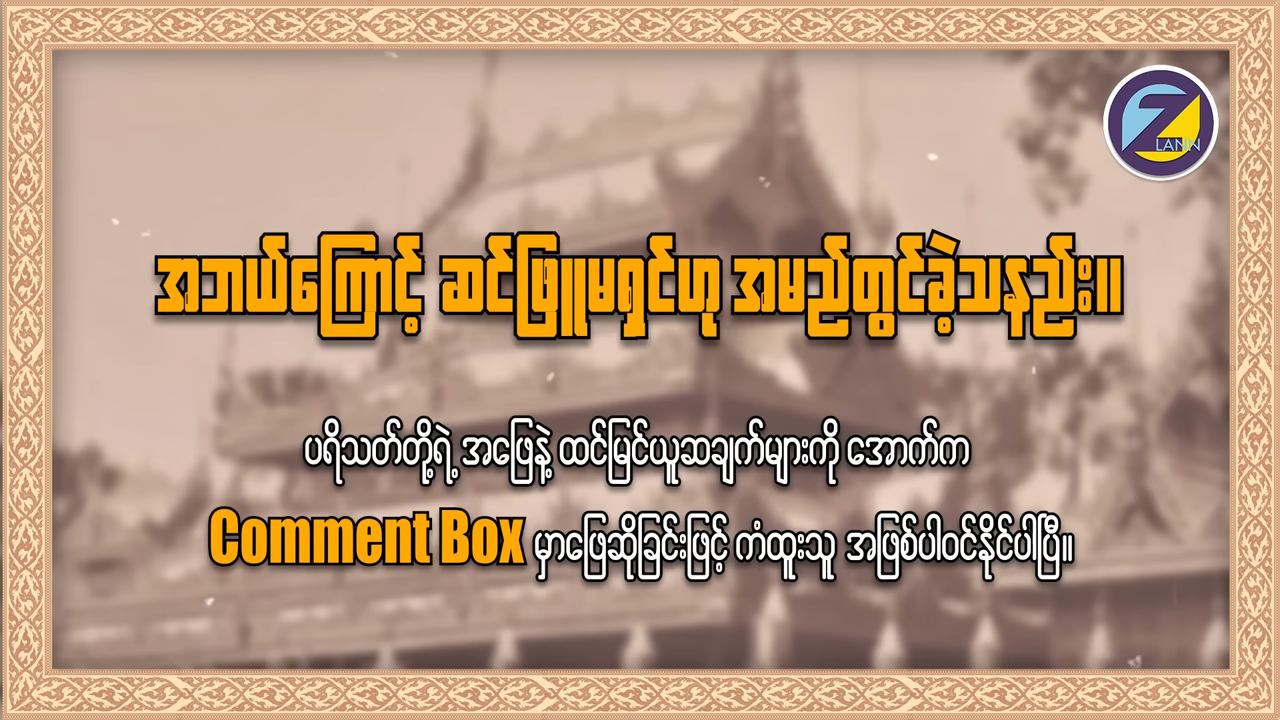 Z
LANN
အဘယ်ကြောင့် ဆင်ဖြူမရှင်ဟု အမည်တွင်ခဲ့သနည်း။
ပရိသတ်တို့ရဲ့ အဖြေနဲ့ ထင်မြင်ယူဆချက်များကို အောက်က
Comment Box မှာဖြေဆိုခြင်းဖြင့် ကံထူးသူ အဖြစ်ပါဝင်နိုင်ပါပြီ။